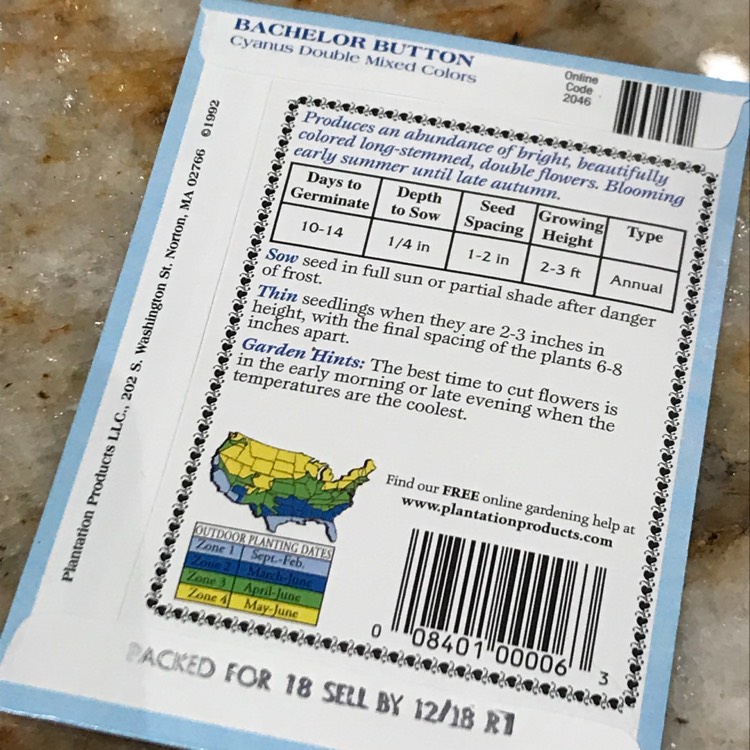 BACHELOR BUTTON
Cyanus Double Mixed Colors
Online
Code
2046
Produces an abundance of bright, beautifully
colored long-stemmed, double flowers. Blooming
early summer until late autumn.
Days to Germinate
Depth to Sow
Seed Spacing
Growing Height
Type
10-14
1/4 in
1-2 in
2-3 ft
Annual
Sow seed in full sun or partial shade after danger
of frost.
Thin seedlings when they are 2-3 inches in
height, with the final spacing of the plants 6-8
inches apart.
Garden Hints: The best time to cut flowers is
in the early morning or late evening when the
temperatures are the coolest.
Find our FREE online gardening help at
www.plantationproducts.com
OUTDOOR PLANTING DATES
Zone 1 Sept.-Feb.
Zone 2 March-June
Zone 3 April-June
Zone 4 May-June
0 08401 00006 3
PACKED FOR 18 SELL BY 12/18 R1
Plantation Products LLC., 202 S. Washington St. Norton, MA 02766 ©1992